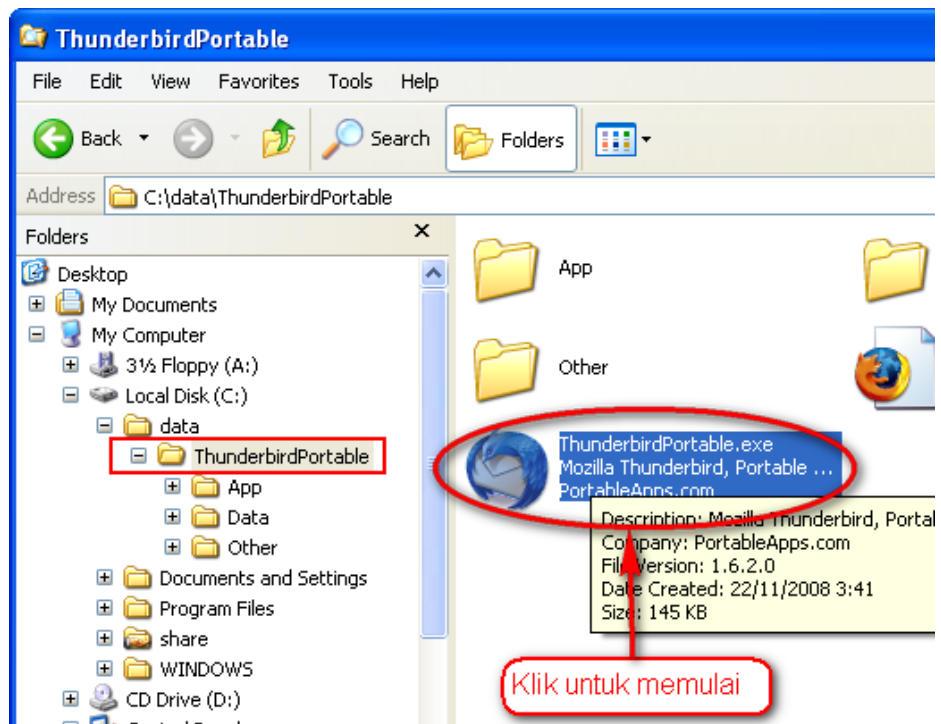 ThunderbirdPortable
File Edit View Favorites Tools Help
Back Search Folders
Address C:\data\ThunderbirdPortable
Folders
Desktop
My Documents
My Computer
3½ Floppy (A:)
Local Disk (C:)
data
ThunderbirdPortable
App
Data
Other
Documents and Settings
Program Files
share
WINDOWS
CD Drive (D:)
App
Other
ThunderbirdPortable.exe
Mozilla Thunderbird, Portable ...
PortableApps.com
Description: Mozilla Thunderbird, Portab
Company: PortableApps.com
File Version: 1.6.2.0
Date Created: 22/11/2008 3:41
Size: 145 KB
Klik untuk memulai